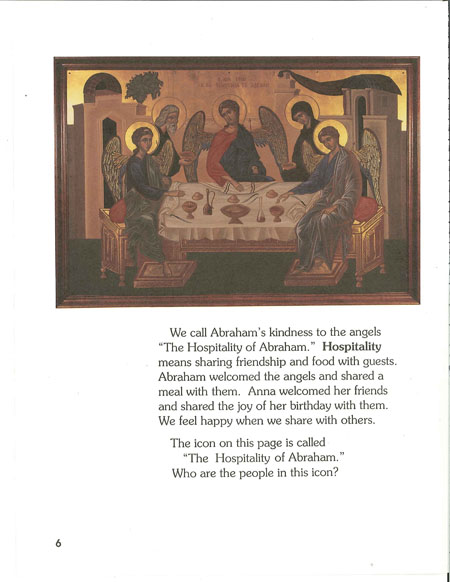 We call Abraham's kindness to the angels
"The Hospitality of Abraham." Hospitality
means sharing friendship and food with guests.
Abraham welcomed the angels and shared a
meal with them. Anna welcomed her friends
and shared the joy of her birthday with them.
We feel happy when we share with others.
The icon on this page is called
"The Hospitality of Abraham."
Who are the people in this icon?
6